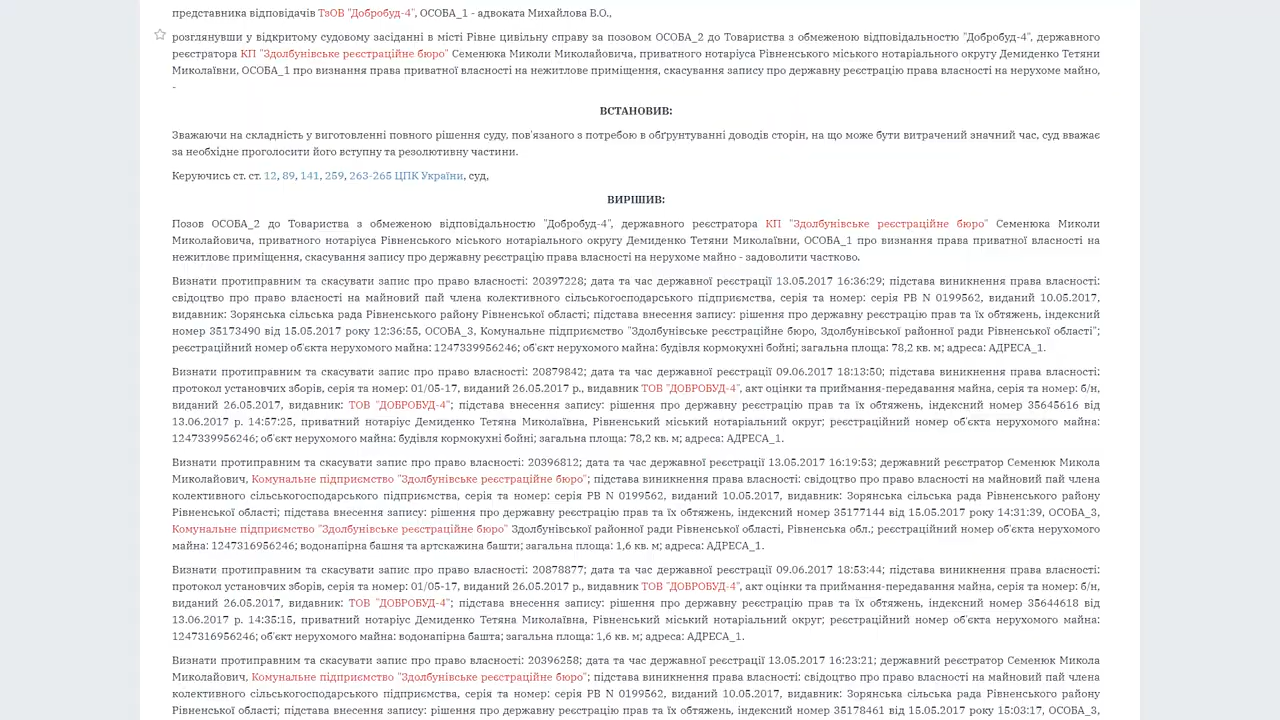 представника відповідачів ТзОВ "Добробуд-4", ОСОБА_1 - адвоката Михайлова В.О.,
розглянувши у відкритому судовому засіданні в місті Рівне цивільну справу за позовом ОСОБА_2 до Товариства з обмеженою відповідальностю "Добробуд-4", державного
реєстратора КП "Здолбунівське реєстраційне бюро" Семенюка Миколи Миколайовича, приватного нотаріуса Рівненського міського нотаріального округу Демиденко Тетяни
Миколаївни, ОСОБА_1 про визнання права приватної власності на нежитлове приміщення, скасування запису про державну реєстрацію права власності на нерухоме майно,
-
ВСТАНОВИВ:
Зважаючи на складність у виготовленні повного рішення суду, пов'язаного з потребою в обґрунтуванні доводів сторін, на що може бути витрачений значний час, суд вважає
за необхідне проголосити його вступну та резолютивну частини.
Керуючись ст. ст. 12, 89, 141, 259, 263-265 ЦПК України, суд,
ВИРІШИВ:
Позов ОСОБА_2 до Товариства з обмеженою відповідальностю "Добробуд-4", державного реєстратора КП "Здолбунівське реєстраційне бюро" Семенюка Миколи
Миколайовича, приватного нотаріуса Рівненського міського нотаріального округу Демиденко Тетяни Миколаївни, ОСОБА_1 про визнання права приватної власності на
нежитлове приміщення, скасування запису про державну реєстрацію права власності на нерухоме майно - задоволити частково.
Визнати протиправним та скасувати запис про право власності: 20397228; дата та час державної реєстрації 13.05.2017 16:36:29; підстава виникнення права власності:
свідоцтво про право власності на майновий пай члена колективного сільськогосподарського підприємства, серія та номер: серія РВ N 0199562, виданий 10.05.2017,
видавник: Зорянська сільська рада Рівненського району Рівненської області; підстава внесення запису: рішення про державну реєстрацію прав та їх обтяжень, індексний
номер 35173490 від 15.05.2017 року 12:36:55, ОСОБА_3, Комунальне підприємство "Здолбунівське реєстраційне бюро, Здолбунівської районної ради Рівненської області";
реєстраційний номер об'єкта нерухомого майна: 1247339956246; об'єкт нерухомого майна: будівля кормокухні бойні; загальна площа: 78,2 кв. м; адреса: АДРЕСА_1.
Визнати протиправним та скасувати запис про право власності: 20879842; дата та час державної реєстрації 09.06.2017 18:13:50; підстава виникнення права власності:
протокол установчих зборів, серія та номер: 01/05-17, виданий 26.05.2017 р., видавник ТОВ "ДОБРОБУД-4", акт оцінки та приймання-передавання майна, серія та номер: б/н,
виданий 26.05.2017, видавник: ТОВ "ДОБРОБУД-4"; підстава внесення запису: рішення про державну реєстрацію прав та їх обтяжень, індексний номер 35645616 від
13.06.2017 р. 14:57:25, приватний нотаріус Демиденко Тетяна Миколаївна, Рівненський міський нотаріальний округ; реєстраційний номер об'єкта нерухомого майна:
1247339956246; об'єкт нерухомого майна: будівля кормокухні бойні; загальна площа: 78,2 кв. м; адреса: АДРЕСА_1.
Визнати протиправним та скасувати запис про право власності: 20396812; дата та час державної реєстрації 13.05.2017 16:19:53; державний реєстратор Семенюк Микола
Миколайович, Комунальне підприємство "Здолбунівське реєстраційне бюро"; підстава виникнення права власності: свідоцтво про право власності на майновий пай члена
колективного сільськогосподарського підприємства, серія та номер: серія РВ N 0199562, виданий 10.05.2017, видавник: Зорянська сільська рада Рівненського району
Рівненської області; підстава внесення запису: рішення про державну реєстрацію прав та їх обтяжень, індексний номер 35177144 від 15.05.2017 року 14:31:39, ОСОБА_3,
Комунальне підприємство "Здолбунівське реєстраційне бюро" Здолбунівської районної ради Рівненської області, Рівненська обл.; реєстраційний номер об'єкта нерухомого
майна: 1247316956246; водонапірна башня та артскажина башти; загальна площа: 1,6 кв. м; адреса: АДРЕСА_1.
Визнати протиправним та скасувати запис про право власності: 20878877; дата та час державної реєстрації 09.06.2017 18:53:44; підстава виникнення права власності:
протокол установчих зборів, серія та номер: 01/05-17, виданий 26.05.2017 р., видавник ТОВ "ДОБРОБУД-4", акт оцінки та приймання-передавання майна, серія та номер: б/н,
виданий 26.05.2017, видавник: ТОВ "ДОБРОБУД-4"; підстава внесення запису: рішення про державну реєстрацію прав та їх обтяжень, індексний номер 35644618 від
13.06.2017 р. 14:35:15, приватний нотаріус Демиденко Тетяна Миколаївна, Рівненський міський нотаріальний округ; реєстраційний номер об'єкта нерухомого майна:
1247316956246; об'єкт нерухомого майна: водонапірна башта; загальна площа: 1,6 кв. м; адреса: АДРЕСА_1.
Визнати протиправним та скасувати запис про право власності: 20396258; дата та час державної реєстрації 13.05.2017 16:23:21; державний реєстратор Семенюк Микола
Миколайович, Комунальне підприємство "Здолбунівське реєстраційне бюро"; підстава виникнення права власності: свідоцтво про право власності на майновий пай члена
колективного сільськогосподарського підприємства, серія та номер: серія РВ N 0199562, виданий 10.05.2017, видавник: Зорянська сільська рада Рівненського району
Рівненської області; підстава внесення запису: рішення про державну реєстрацію прав та їх обтяжень, індексний номер 35178461 від 15.05.2017 року 15:03:17, ОСОБА_3,